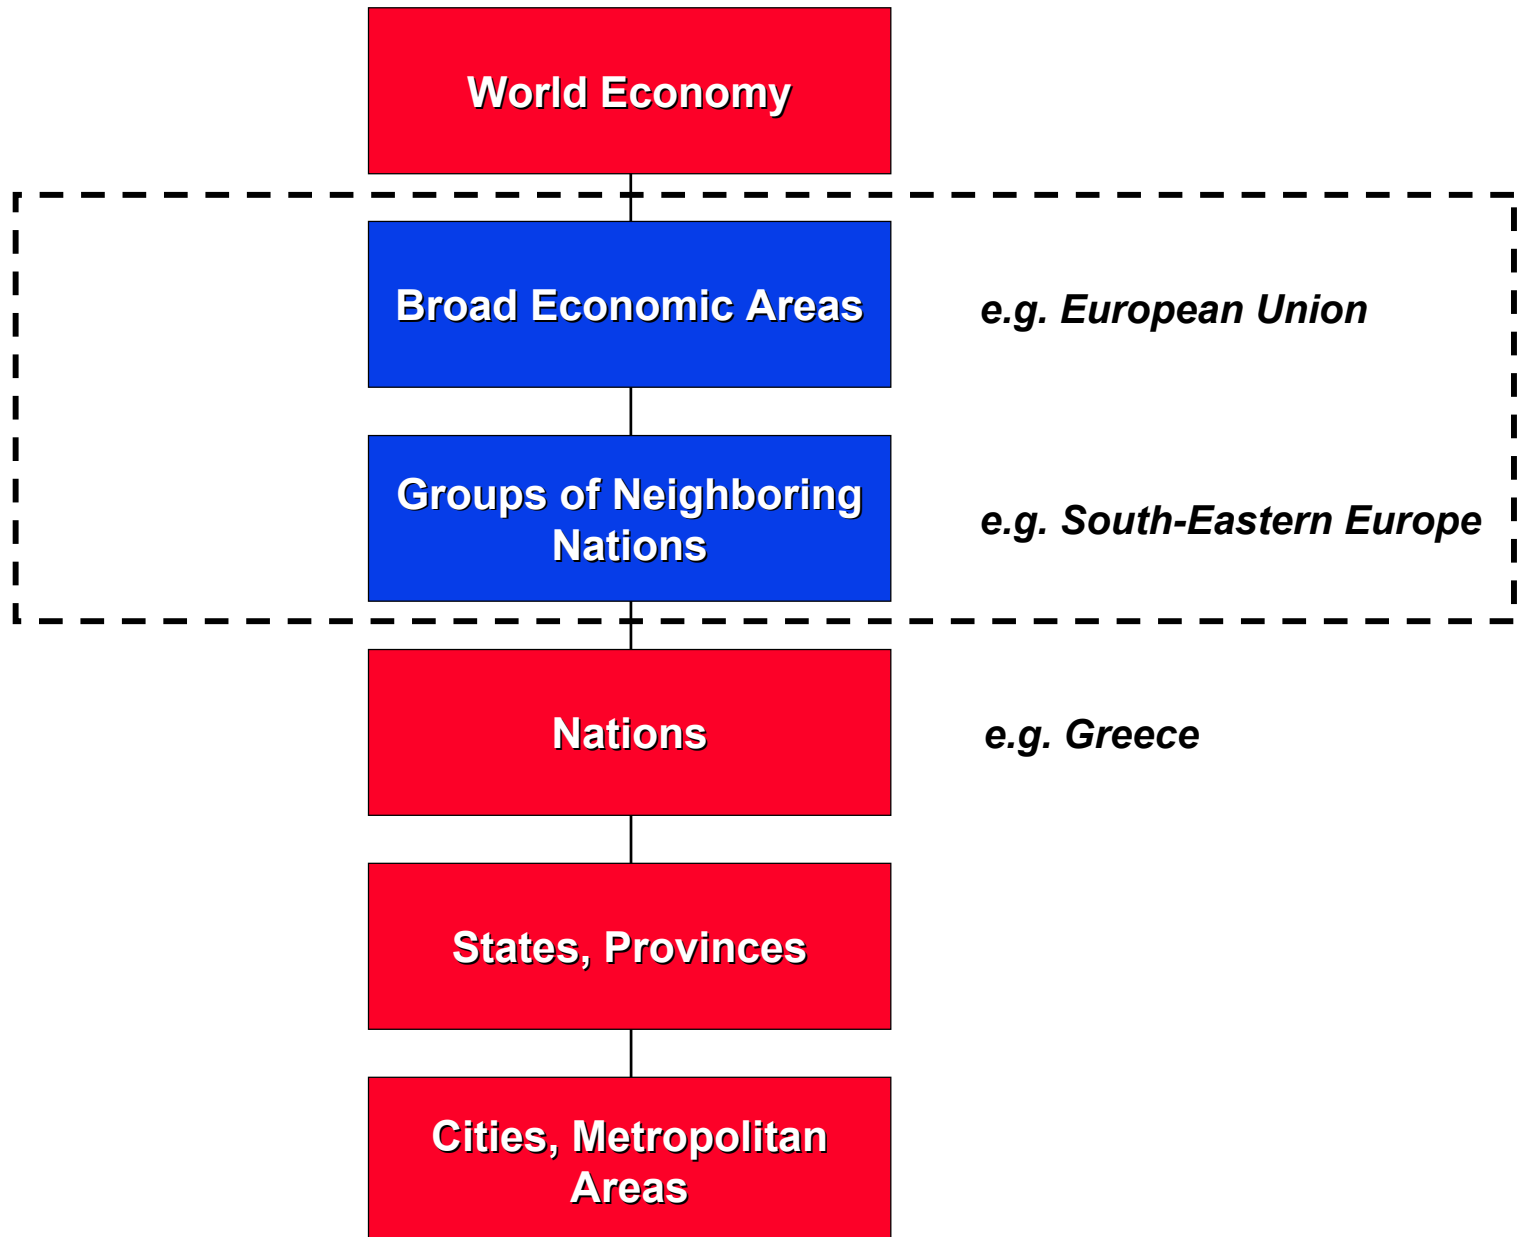 World Economy
Broad Economic Areas
e.g. European Union
Groups of Neighboring
Nations
e.g. South-Eastern Europe
Nations
e.g. Greece
States, Provinces
Cities, Metropolitan
Areas